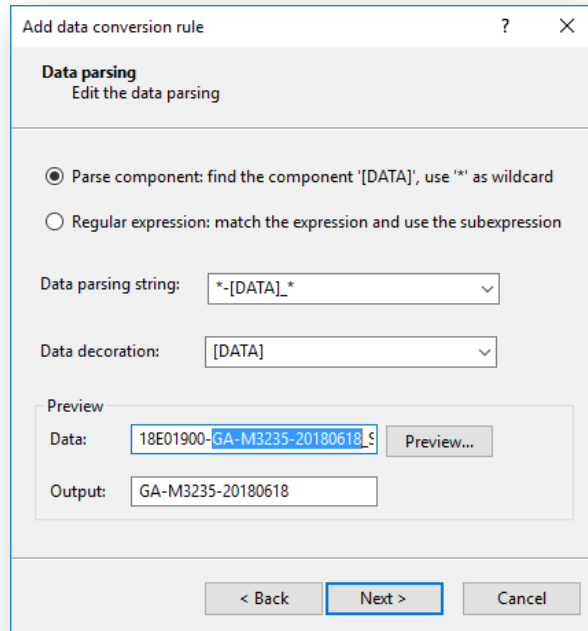 Add data conversion rule ?
Data parsing
Edit the data parsing
Parse component: find the component '[DATA]', use '*' as wildcard
Regular expression: match the expression and use the subexpression
Data parsing string: *-[DATA]_*
Data decoration: [DATA]
Preview
Data: 18E01900-GA-M3235-20180618_S Preview...
Output: GA-M3235-20180618
< Back Next > Cancel